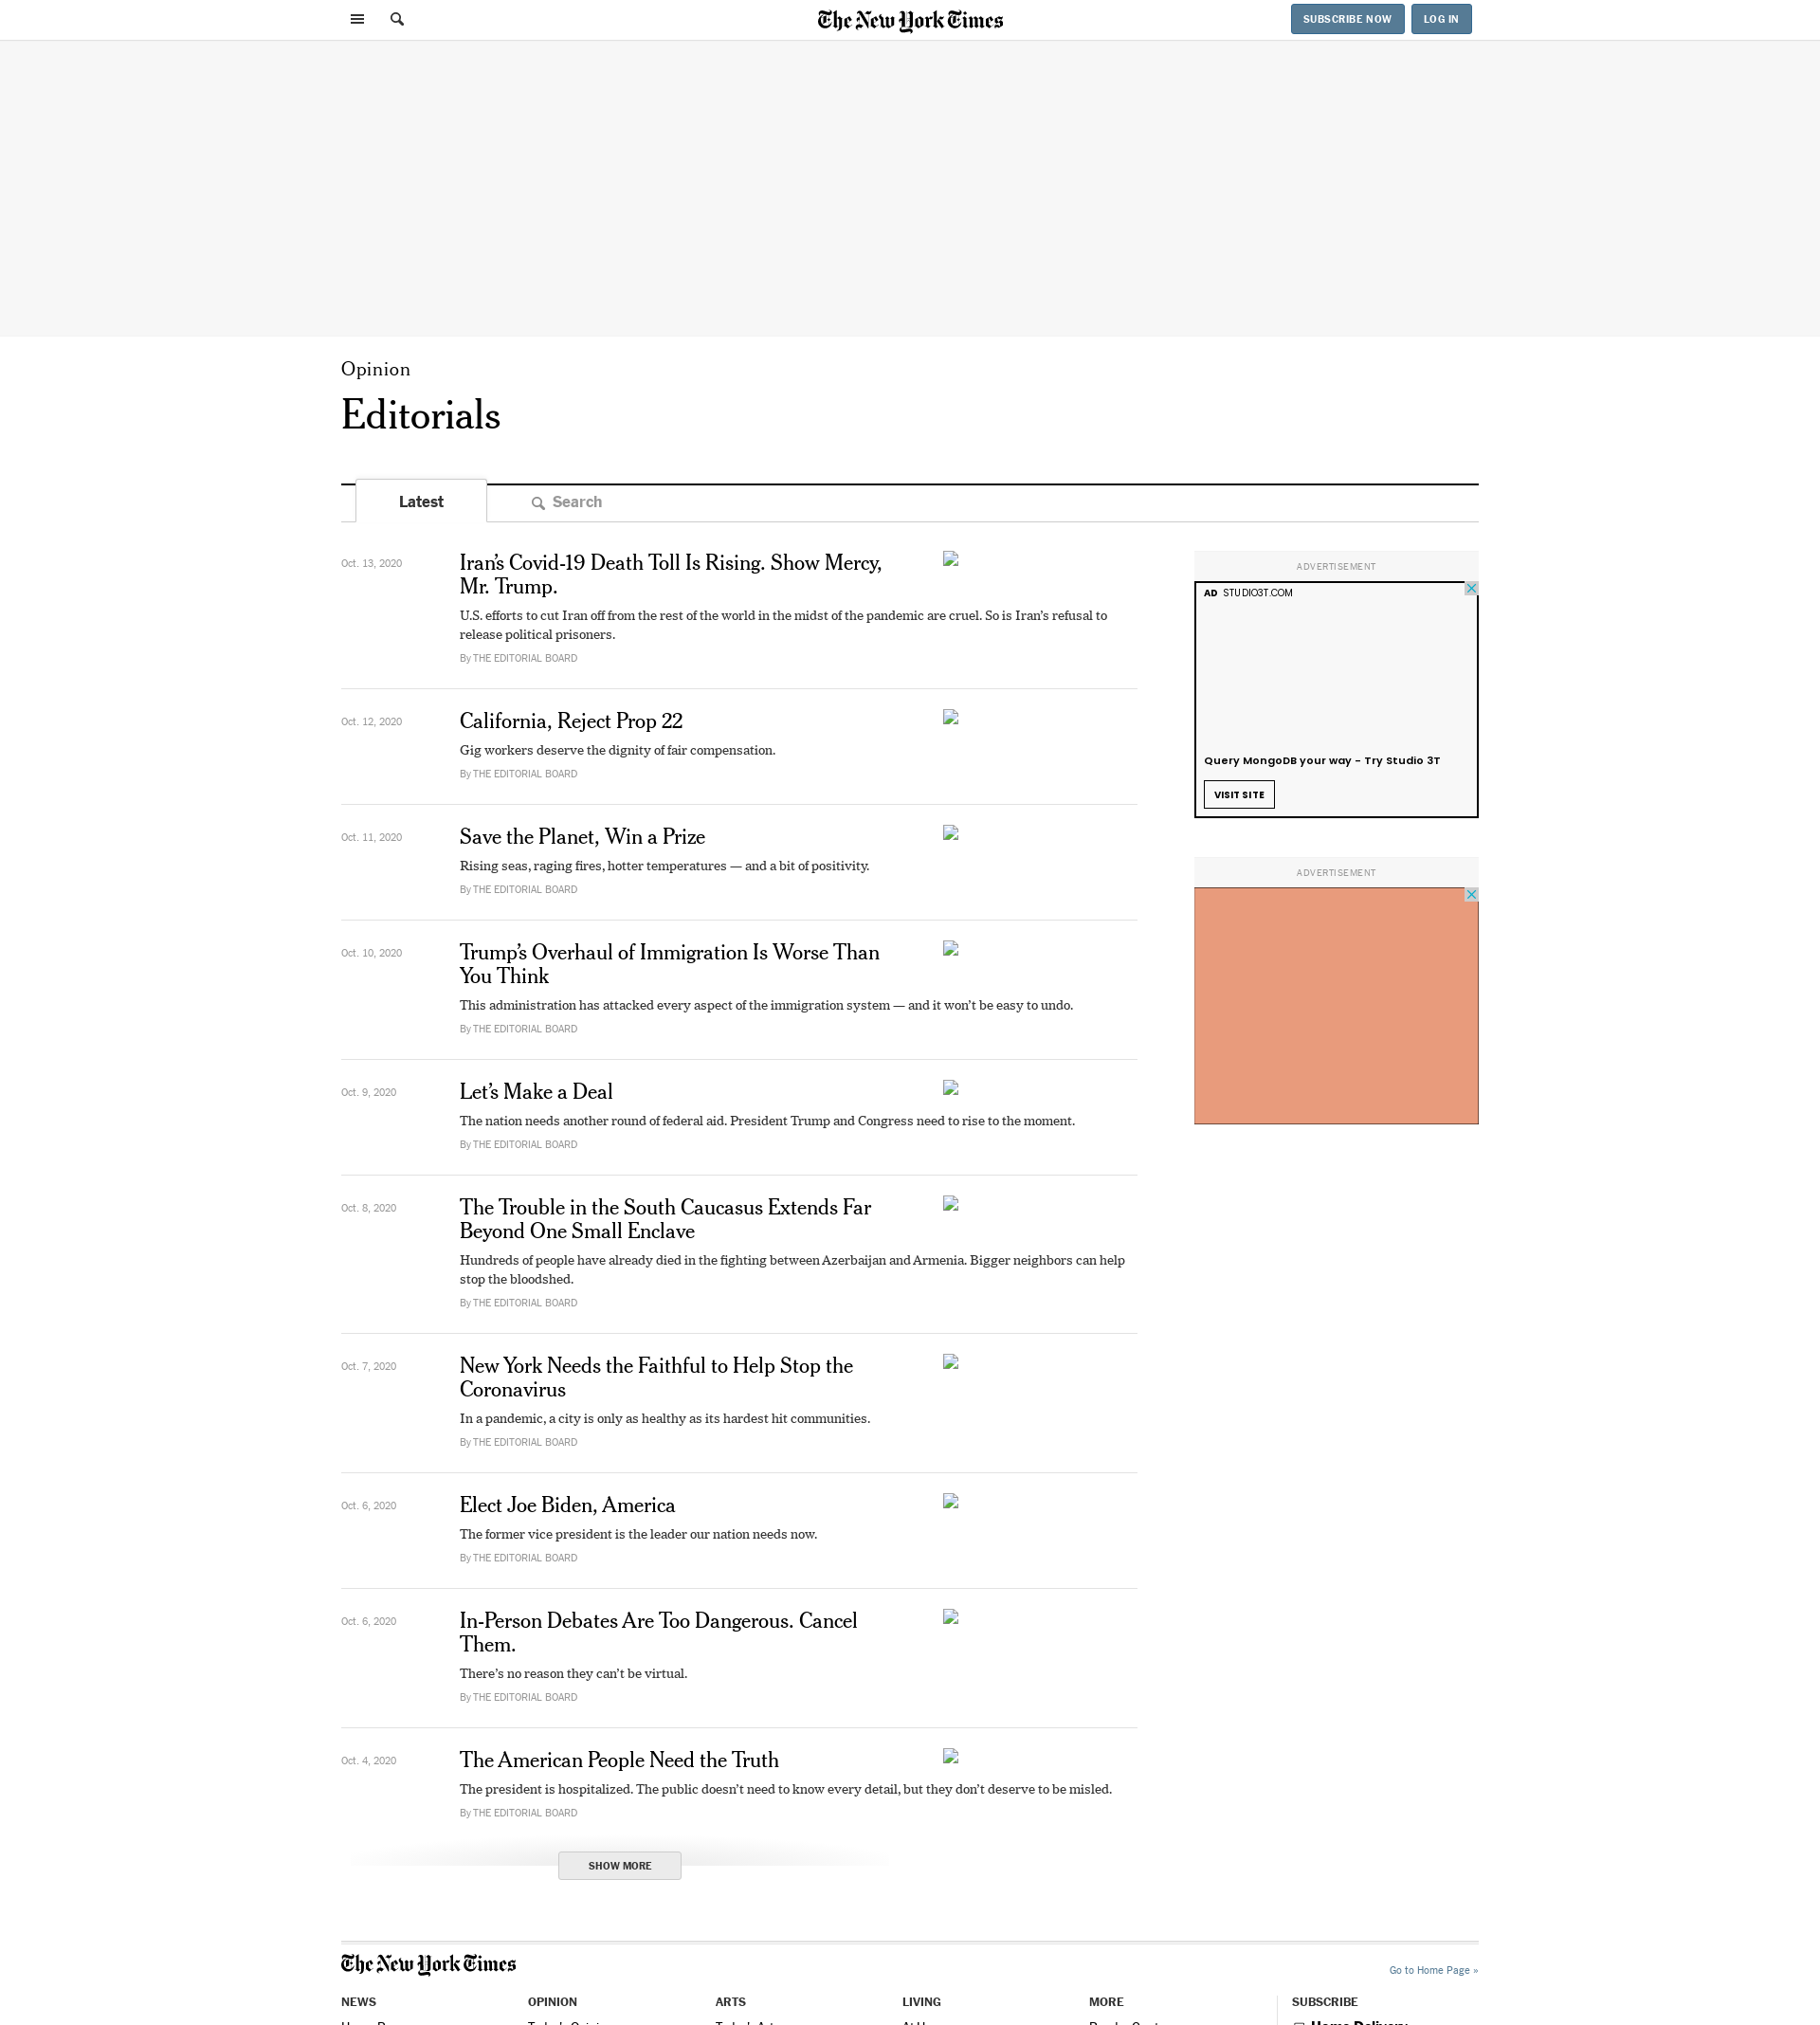 The New York Times
SUBSCRIBE NOW
LOG IN
Opinion
Editorials
Latest
Search
Oct. 13, 2020
Iran’s Covid-19 Death Toll Is Rising. Show Mercy,
Mr. Trump.
U.S. efforts to cut Iran off from the rest of the world in the midst of the pandemic are cruel. So is Iran’s refusal to
release political prisoners.
By THE EDITORIAL BOARD
Oct. 12, 2020
California, Reject Prop 22
Gig workers deserve the dignity of fair compensation.
By THE EDITORIAL BOARD
Oct. 11, 2020
Save the Planet, Win a Prize
Rising seas, raging fires, hotter temperatures — and a bit of positivity.
By THE EDITORIAL BOARD
Oct. 10, 2020
Trump’s Overhaul of Immigration Is Worse Than
You Think
This administration has attacked every aspect of the immigration system — and it won’t be easy to undo.
By THE EDITORIAL BOARD
Oct. 9, 2020
Let’s Make a Deal
The nation needs another round of federal aid. President Trump and Congress need to rise to the moment.
By THE EDITORIAL BOARD
Oct. 8, 2020
The Trouble in the South Caucasus Extends Far
Beyond One Small Enclave
Hundreds of people have already died in the fighting between Azerbaijan and Armenia. Bigger neighbors can help
stop the bloodshed.
By THE EDITORIAL BOARD
Oct. 7, 2020
New York Needs the Faithful to Help Stop the
Coronavirus
In a pandemic, a city is only as healthy as its hardest hit communities.
By THE EDITORIAL BOARD
Oct. 6, 2020
Elect Joe Biden, America
The former vice president is the leader our nation needs now.
By THE EDITORIAL BOARD
Oct. 6, 2020
In-Person Debates Are Too Dangerous. Cancel
Them.
There’s no reason they can’t be virtual.
By THE EDITORIAL BOARD
Oct. 4, 2020
The American People Need the Truth
The president is hospitalized. The public doesn’t need to know every detail, but they don’t deserve to be misled.
By THE EDITORIAL BOARD
SHOW MORE
ADVERTISEMENT
AD STUDIO3T.COM
Query MongoDB your way - Try Studio 3T
VISIT SITE
ADVERTISEMENT
The New York Times
Go to Home Page »
NEWS
OPINION
ARTS
LIVING
MORE
SUBSCRIBE
Home Delivery